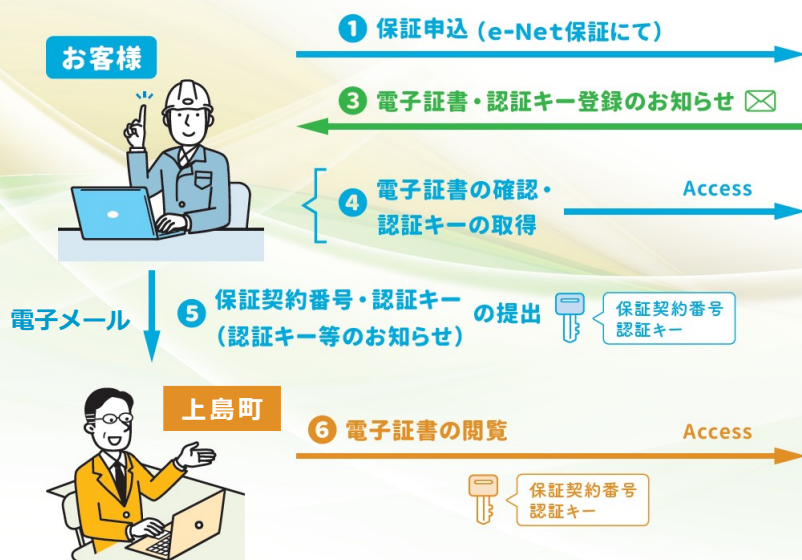 お客様
❶ 保証申込（e-Net保証にて）
❸ 電子証書・認証キー登録のお知らせ
❹ 電子証書の確認・
認証キーの取得
Access
電子メール
❺ 保証契約番号・認証キー
（認証キー等のお知らせ）
の提出
保証契約番号
認証キー
上島町
❻ 電子証書の閲覧
Access
保証契約番号
認証キー